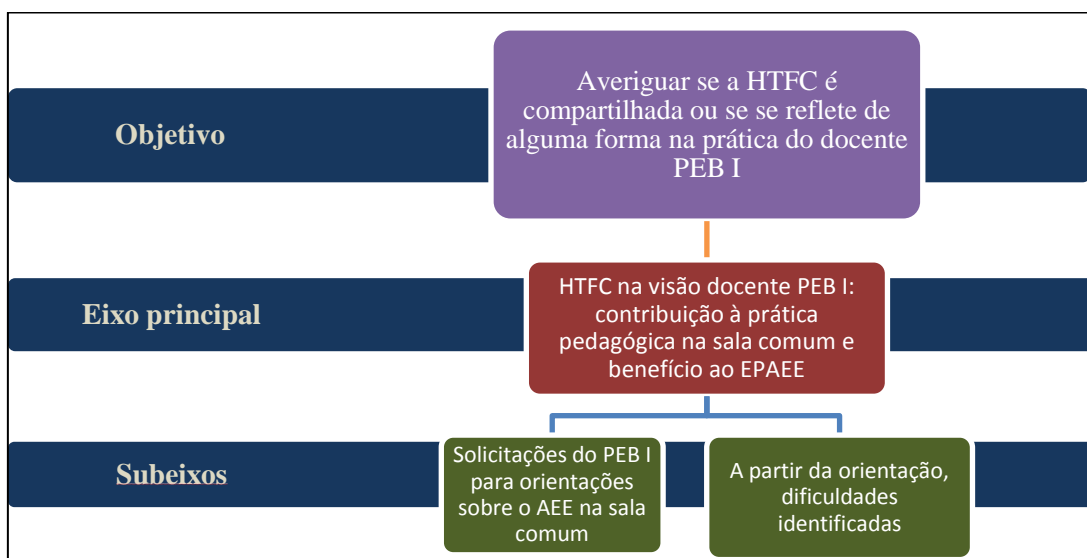 Objetivo
Averiguar se a HTFC é
compartilhada ou se se reflete de
alguma forma na prática do docente
PEB I
Eixo principal
HTFC na visão docente PEB I:
contribuição à prática
pedagógica na sala comum e
benefício ao EPAEE
Subeixos
Solicitações do PEB I
para orientações
sobre o AEE na sala
comum
A partir da orientação,
dificuldades
identificadas